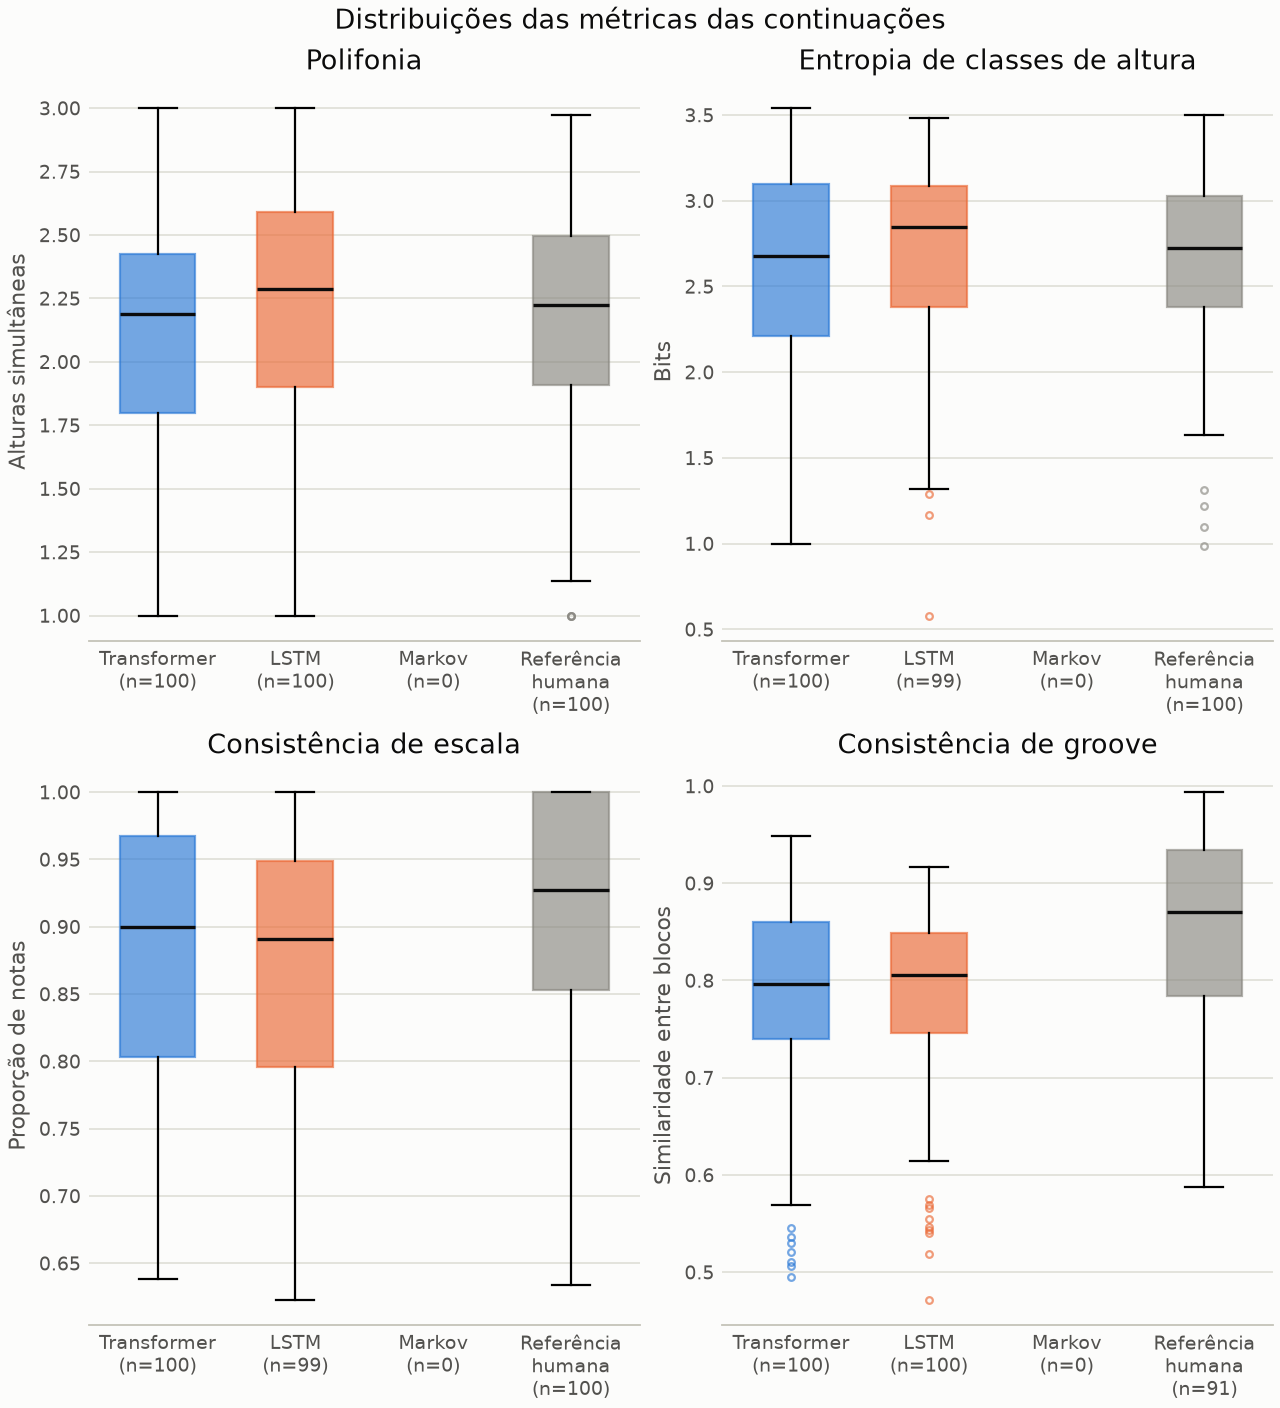 Distribuições das métricas das continuações
Polifonia
Alturas simultâneas
3.00
2.75
2.50
2.25
2.00
1.75
1.50
1.25
1.00
Transformer
(n=100)
LSTM
(n=100)
Markov
(n=0)
Referência
humana
(n=100)
Entropia de classes de altura
Bits
3.5
3.0
2.5
2.0
1.5
1.0
0.5
Transformer
(n=100)
LSTM
(n=99)
Markov
(n=0)
Referência
humana
(n=100)
Consistência de escala
Proporção de notas
1.00
0.95
0.90
0.85
0.80
0.75
0.70
0.65
Transformer
(n=100)
LSTM
(n=99)
Markov
(n=0)
Referência
humana
(n=100)
Consistência de groove
Similaridade entre blocos
1.0
0.9
0.8
0.7
0.6
0.5
Transformer
(n=100)
LSTM
(n=100)
Markov
(n=0)
Referência
humana
(n=91)